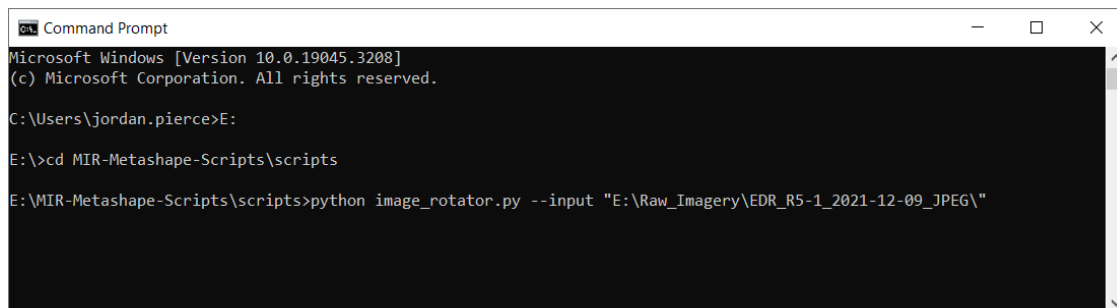 Command Prompt
Microsoft Windows [Version 10.0.19045.3208]
(c) Microsoft Corporation. All rights reserved.
C:\Users\jordan.pierce>E:
E:\>cd MIR-Metashape-Scripts\scripts
E:\MIR-Metashape-Scripts\scripts>python image_rotator.py --input "E:\Raw_Imagery\EDR_R5-1_2021-12-09_JPEG\"